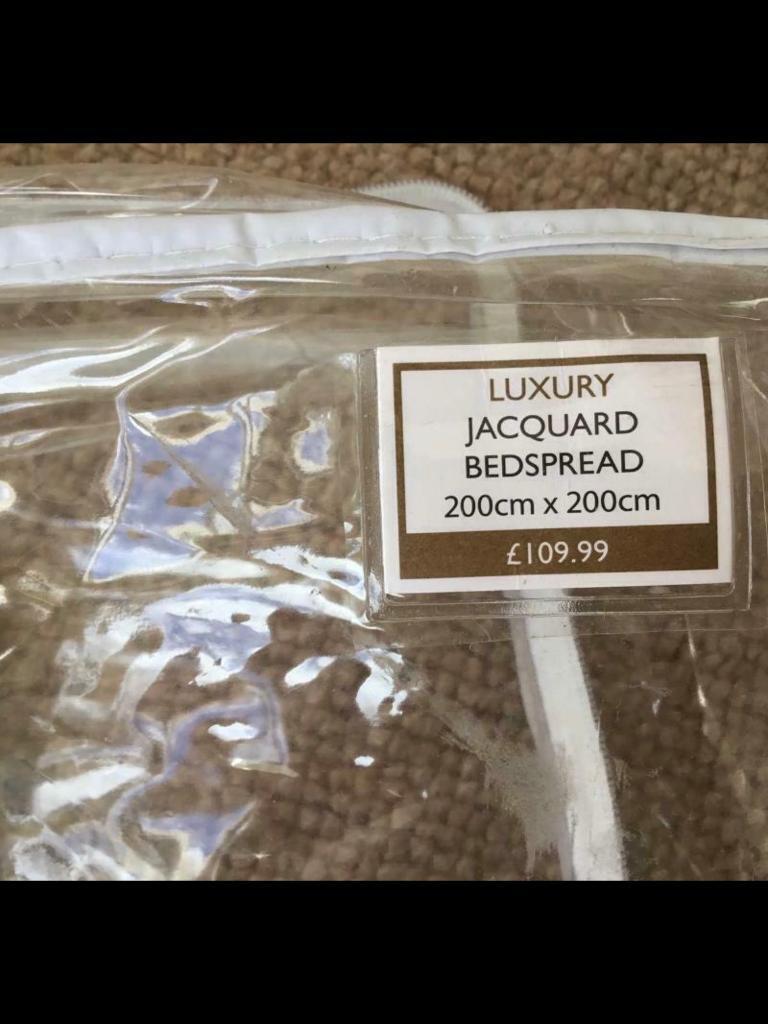 LUXURY
JACQUARD
BEDSPREAD
200cm x 200cm
£109.99